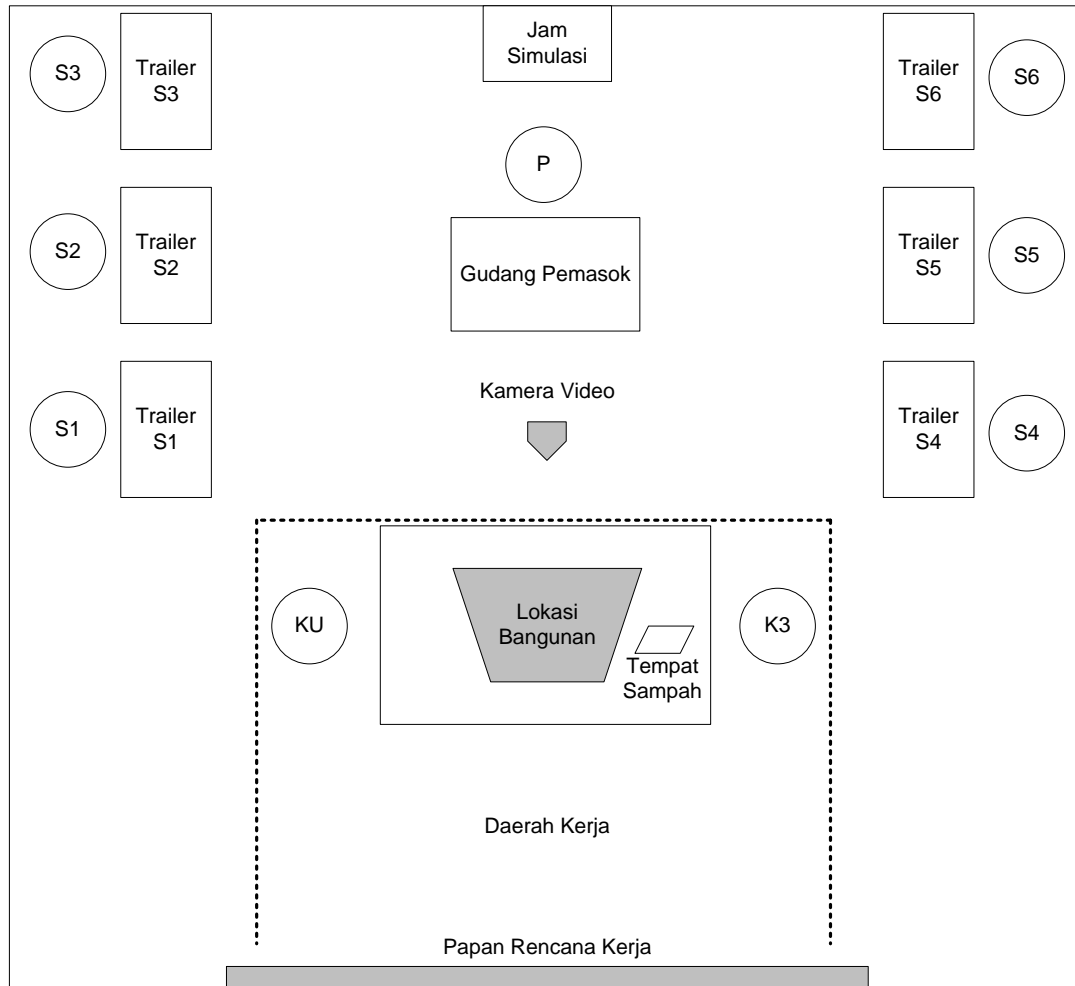 Jam
Simulasi
S3
Trailer
S3
Trailer
S6
S6
P
S2
Trailer
S2
Gudang Pemasok
Trailer
S5
S5
Kamera Video
S1
Trailer
S1
Trailer
S4
S4
KU
Lokasi
Bangunan
K3
Tempat
Sampah
Daerah Kerja
Papan Rencana Kerja